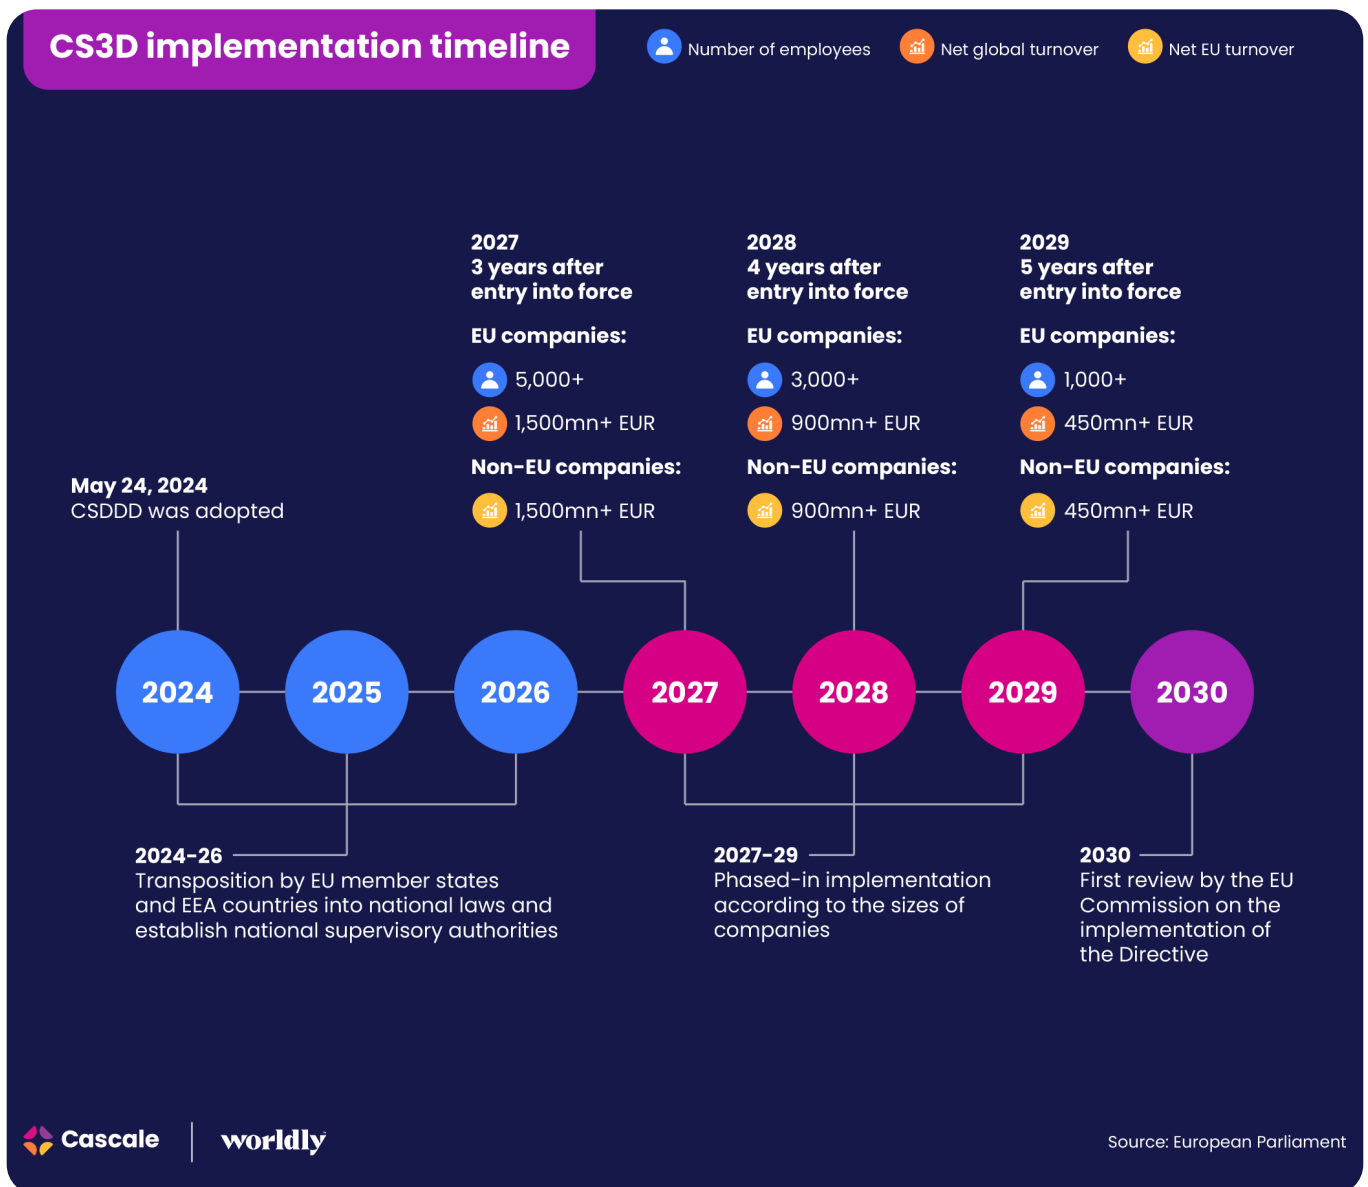 CS3D implementation timeline
Number of employees
Net global turnover
Net EU turnover
2027
3 years after
entry into force
EU companies:
5,000+
1,500mn+ EUR
Non-EU companies:
1,500mn+ EUR
2028
4 years after
entry into force
EU companies:
3,000+
900mn+ EUR
Non-EU companies:
900mn+ EUR
2029
5 years after
entry into force
EU companies:
1,000+
450mn+ EUR
Non-EU companies:
450mn+ EUR
May 24, 2024
CSDDD was adopted
2024
2025
2026
2027
2028
2029
2030
2024-26
Transposition by EU member states
and EEA countries into national laws and
establish national supervisory authorities
2027-29
Phased-in implementation
according to the sizes of
companies
2030
First review by the EU
Commission on the
implementation of
the Directive
Cascale
worldly
Source: European Parliament